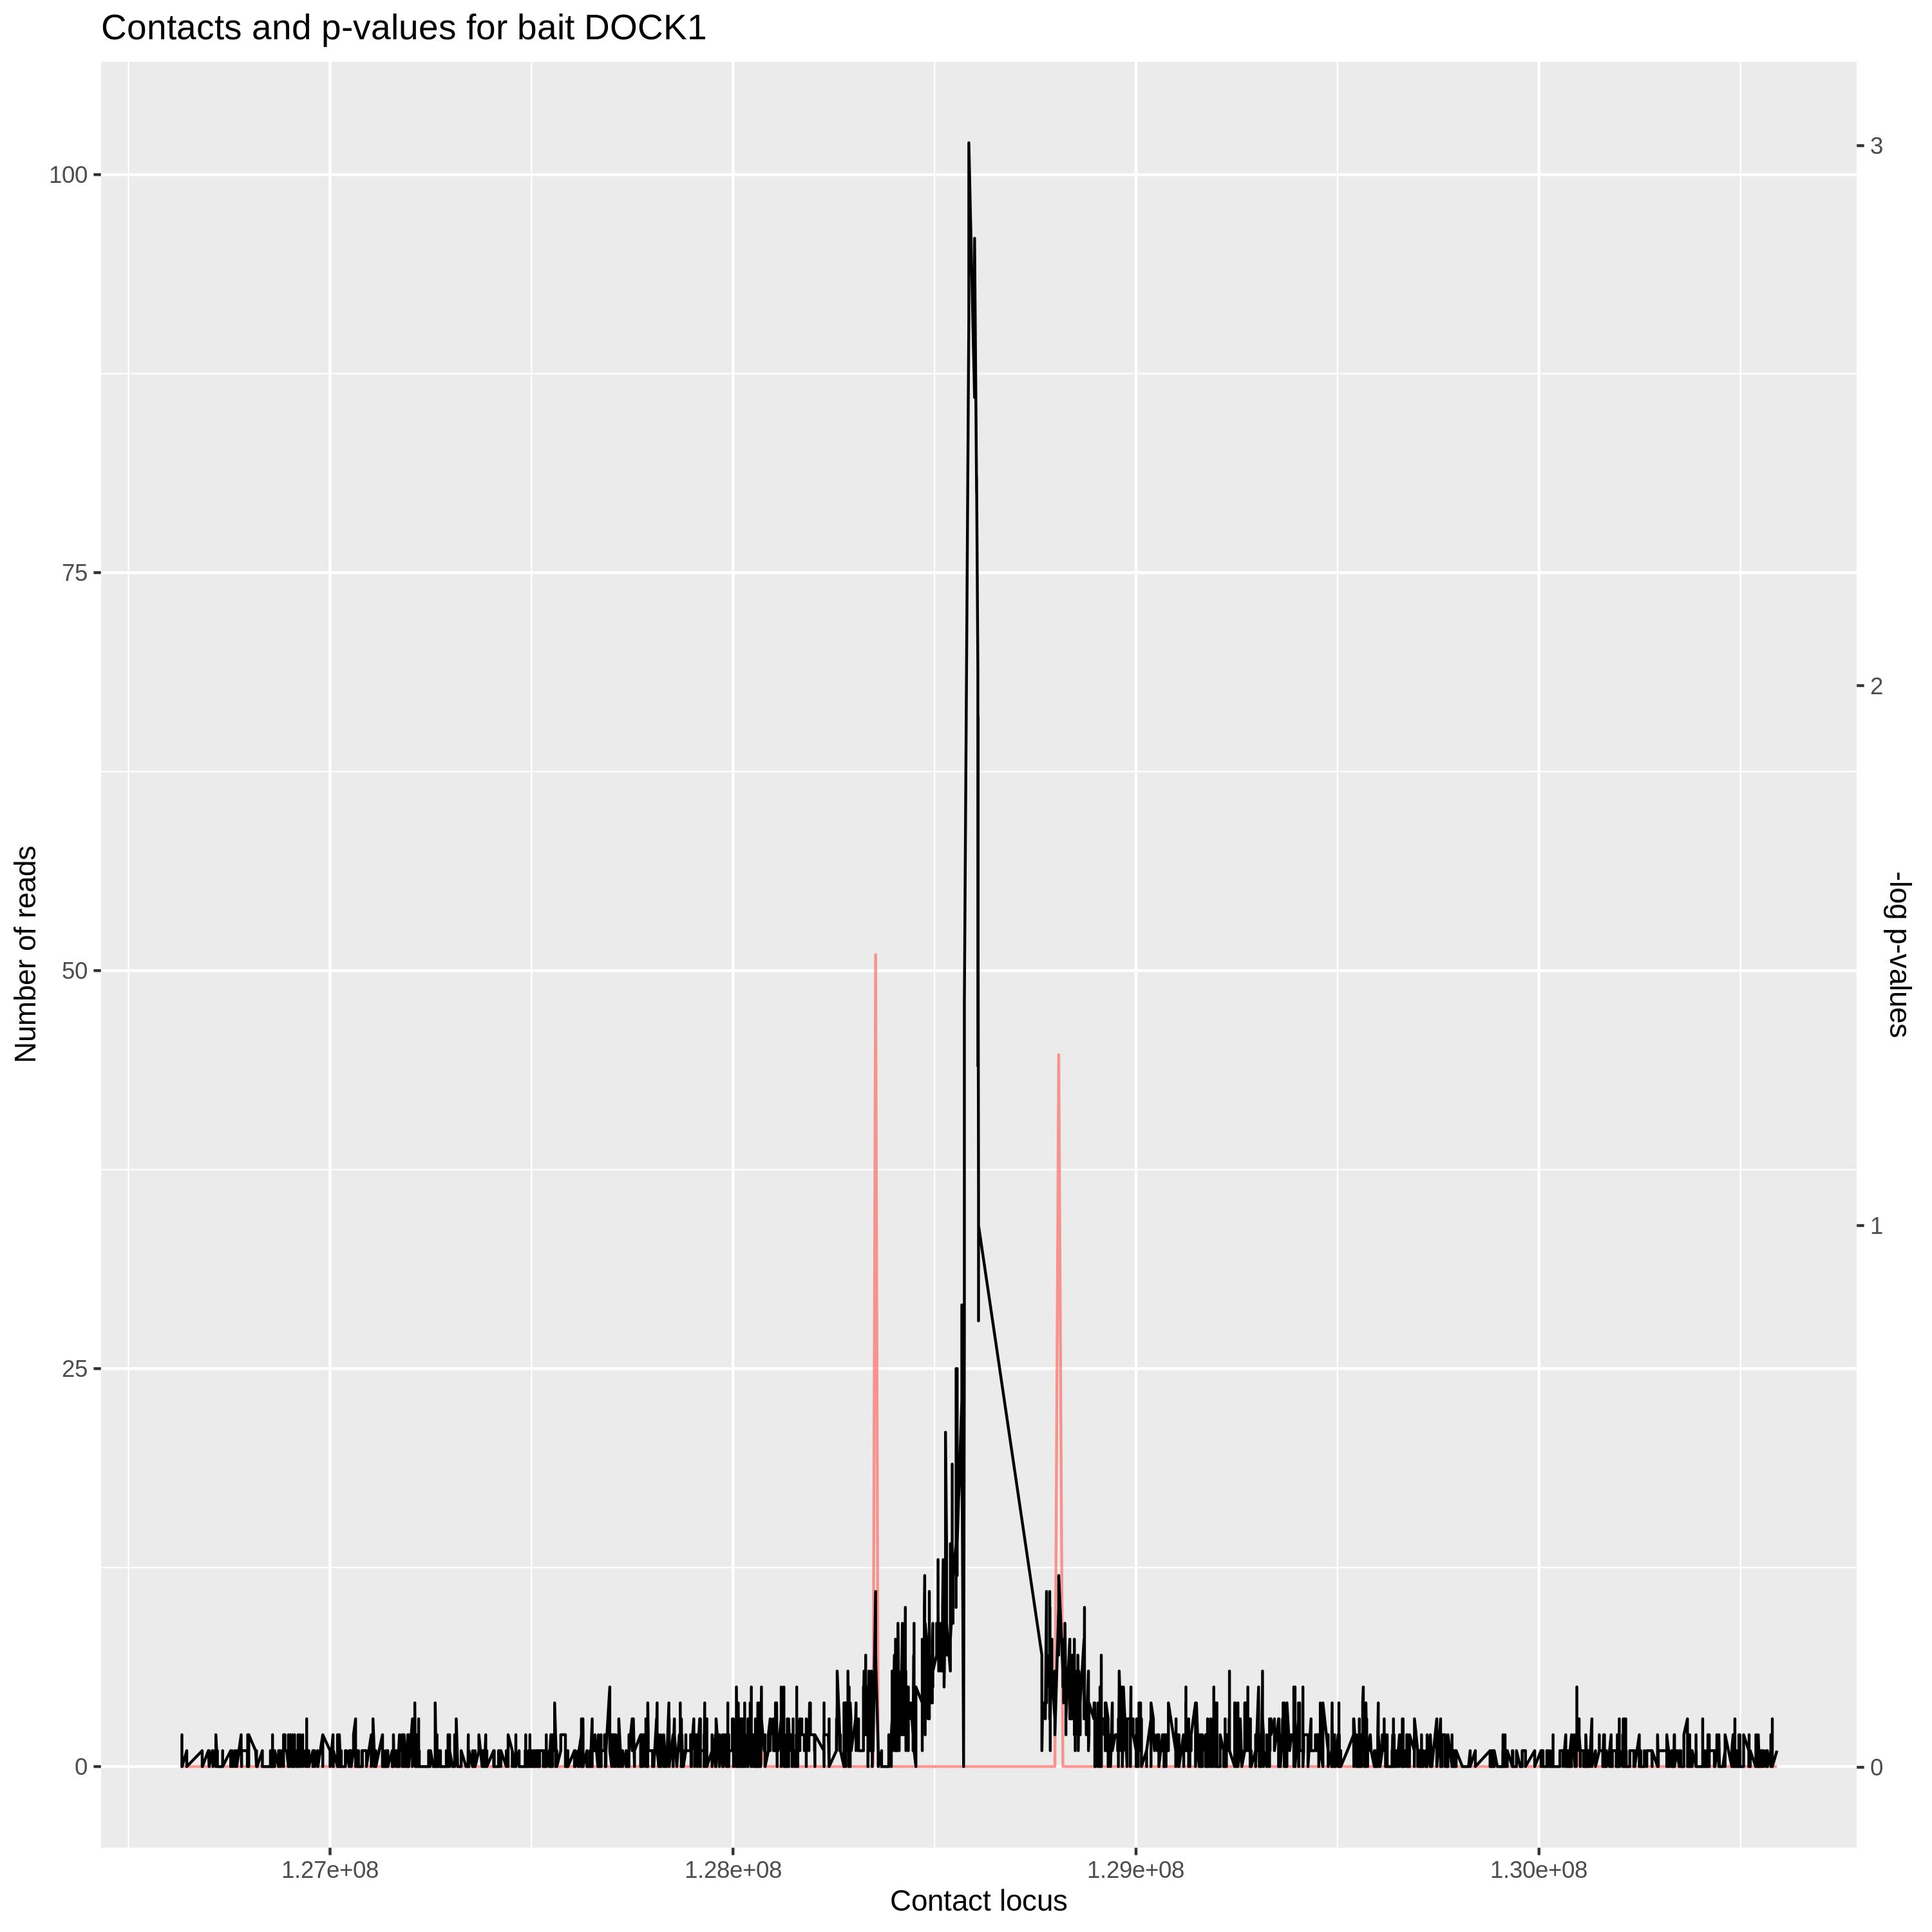 Contacts and p-values for bait DOCK1
Number of reads
100
75
50
25
0
3
2
1
0
-log p-values
1.27e+08
1.28e+08
1.29e+08
1.30e+08
Contact locus